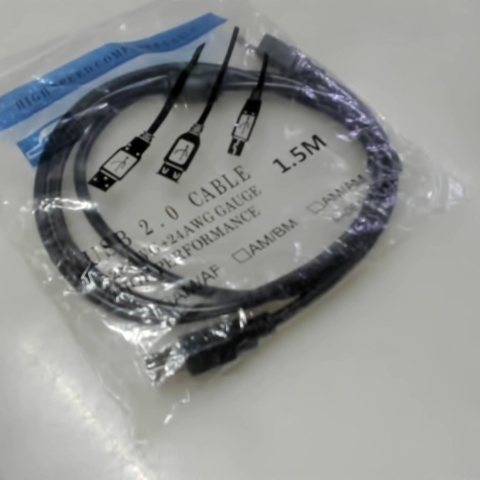 HIGH SPEED
1.5M
USB 2.0 CABLE
+24AWG GAUGE
PERFORMANCE
AM/AF
□AM/BM
□AM/AM